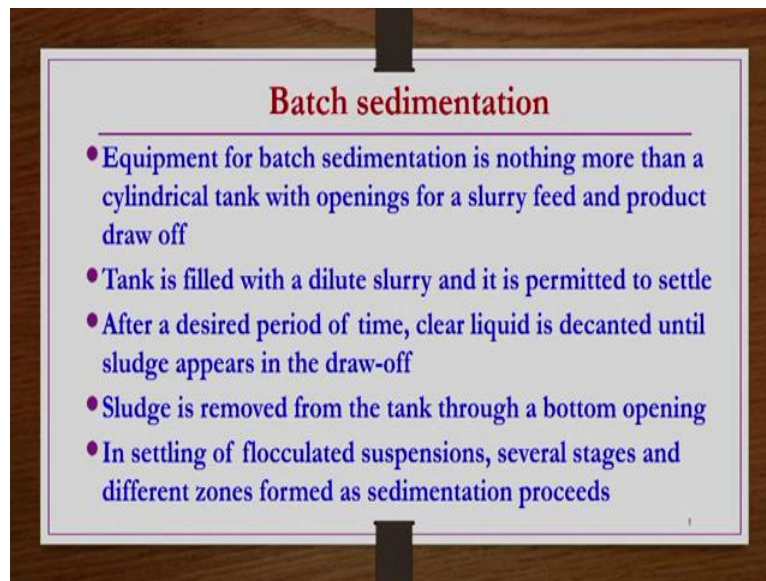 Batch sedimentation
•Equipment for batch sedimentation is nothing more than a
cylindrical tank with openings for a slurry feed and product
draw off
•Tank is filled with a dilute slurry and it is permitted to settle
•After a desired period of time, clear liquid is decanted until
sludge appears in the draw-off
•Sludge is removed from the tank through a bottom opening
•In settling of flocculated suspensions, several stages and
different zones formed as sedimentation proceeds